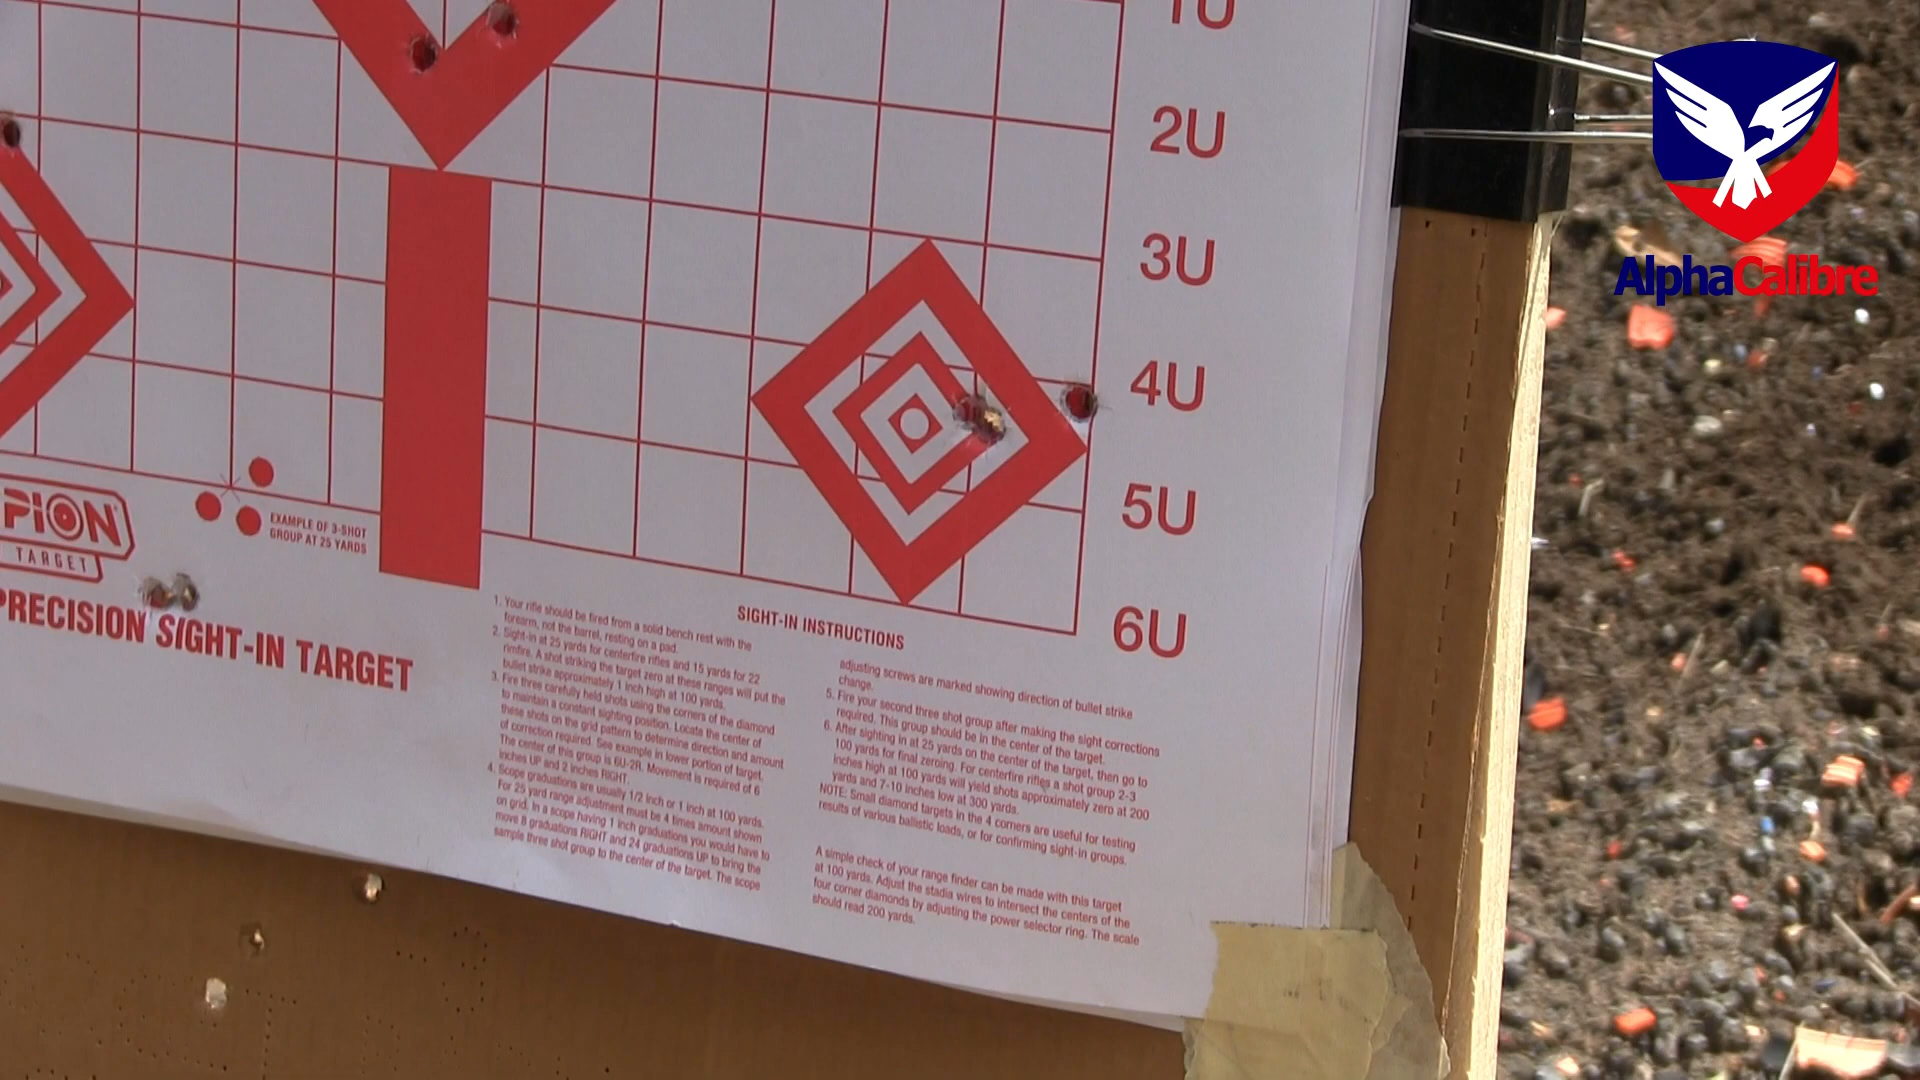 1U
2U
3U
4U
5U
6U
AlphaCalibre
PION
TARGET
EXAMPLE OF 3-SHOT
GROUP AT 25 YARDS
PRECISION SIGHT-IN TARGET
SIGHT-IN INSTRUCTIONS
1. Your rifle should be fired from a solid bench rest with the
forearm, not the barrel, resting on a pad.
2. Sight-in at 25 yards for centerfire rifles and 15 yards for 22
rimfire. A shot striking the target zero at these ranges will put the
bullet strike approximately 1 inch high at 100 yards.
3. Fire three carefully held shots using the corners of the diamond
to maintain a constant sighting position. Locate the center of
these shots on the grid pattern to determine direction and amount
of correction required. See example in lower portion of target.
The center of this group is 6U-2R. Movement is required of 6
inches UP and 2 inches RIGHT.
4. Scope graduations are usually 1/2 inch or 1 inch at 100 yards.
For 25 yard range adjustment must be 4 times amount shown
on grid. In a scope having 1 inch graduations you would have to
move 8 graduations RIGHT and 24 graduations UP to bring the
sample three shot group to the center of the target. The scope
adjusting screws are marked showing direction of bullet strike
change.
5. Fire your second three shot group after making the sight corrections
required. This group should be in the center of the target.
6. After sighting in at 25 yards on the center of the target, then go to
100 yards for final zeroing. For centerfire rifles a shot group 2-3
inches high at 100 yards will yield shots approximately zero at 200
yards and 7-10 inches low at 300 yards.
NOTE: Small diamond targets in the 4 corners are useful for testing
results of various ballistic loads, or for confirming sight-in groups.
A simple check of your range finder can be made with this target
at 100 yards. Adjust the stadia wires to intersect the centers of the
four corner diamonds by adjusting the power selector ring. The scale
should read 200 yards.